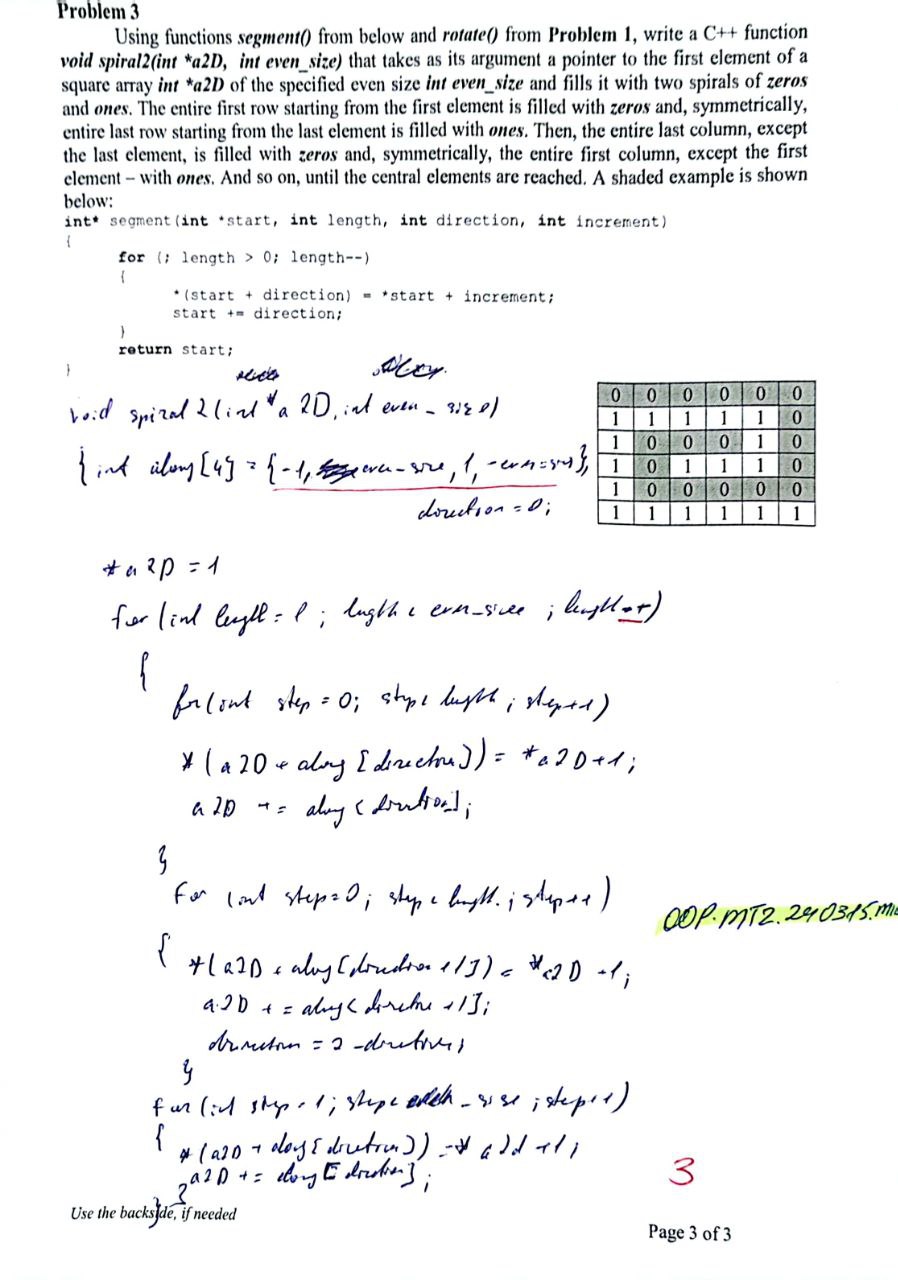 Problem 3
Using functions segment() from below and rotate() from Problem 1, write a C++ function
void spiral2(int *a2D, int even_size) that takes as its argument a pointer to the first element of a
square array int *a2D of the specified even size int even_size and fills it with two spirals of zeros
and ones. The entire first row starting from the first element is filled with zeros and, symmetrically,
entire last row starting from the last element is filled with ones. Then, the entire last column, except
the last element, is filled with zeros and, symmetrically, the entire first column, except the first
element – with ones. And so on, until the central elements are reached. A shaded example is shown
below:
int* segment(int *start, int length, int direction, int increment)
{
for (; length > 0; length--)
{
*(start + direction) = *start + increment;
start += direction;
}
return start;
}
void spiral 2(int *a 2D, int even_size)
{ int along[4] = {-1, even-size, 1, -even-size},
direction = 0;
0 0 0 0 0 0
1 1 1 1 1 0
1 0 0 0 1 0
1 0 1 1 1 0
1 0 0 0 0 0
1 1 1 1 1 1
*a2D = 1
for (int length = 1; length < even_size; length++)
{
for (int step = 0; step < length; step++)
*(a2D + along[direction]) = *a2D+1;
a2D += along[direction];
}
for (int step=0; step < length; step++)
{
*(a2D + along[direction+1]) = *a2D +1;
a2D += along[direction +1];
direction = 2 -direction;
}
OOP.MT2.240315.
for (int step = 1; step < even_size; step++)
{
*(a2D + along[direction]) = *a2D +1;
a2D += along[direction];
}
}
3
Use the backside, if needed
Page 3 of 3